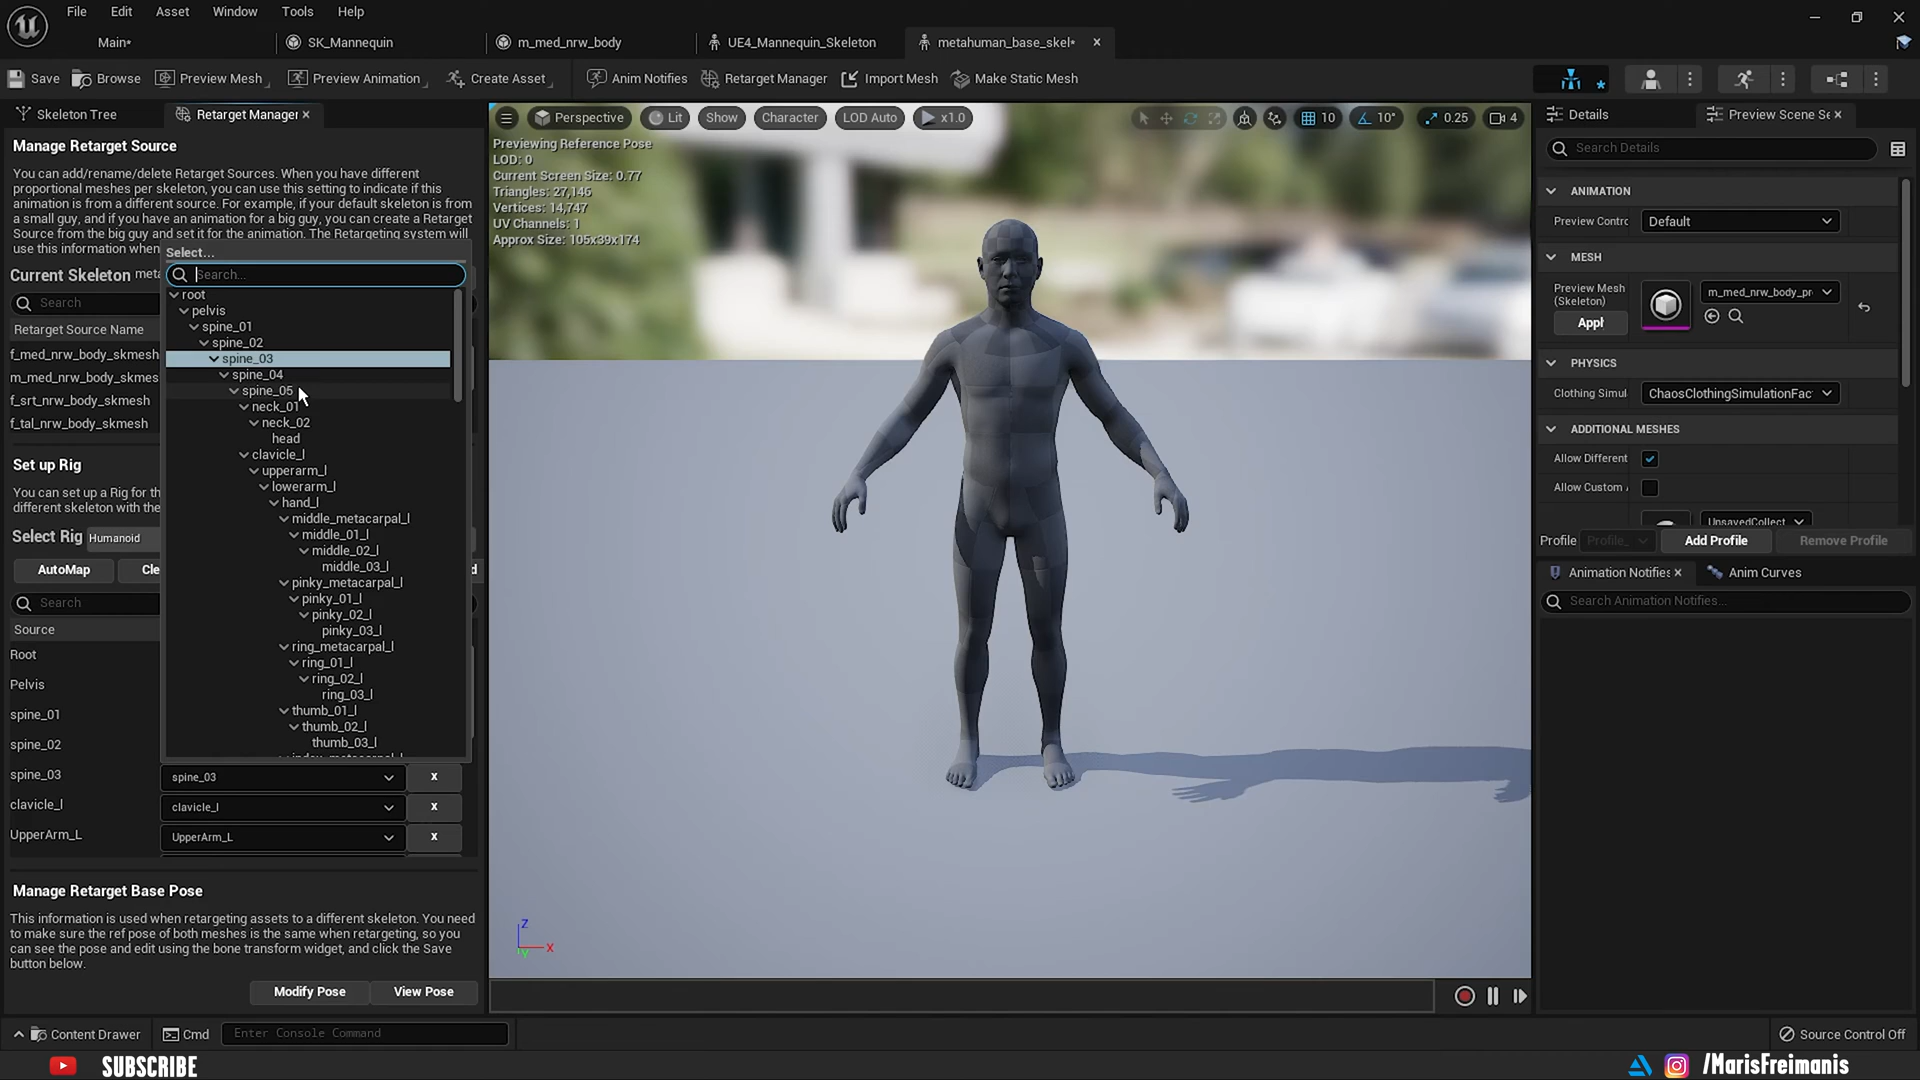 File Edit Asset Window Tools Help
Main* SK_Mannequin m_med_nrw_body UE4_Mannequin_Skeleton metahuman_base_skel*
Save Browse Preview Mesh Preview Animation Create Asset Anim Notifies Retarget Manager Import Mesh Make Static Mesh
Skeleton Tree Retarget Manager
Manage Retarget Source
You can add/rename/delete Retarget Sources. When you have different
proportional meshes per skeleton, you can use this setting to indicate if this
animation is from a different source. For example, if your default skeleton is from
a small guy, and if you have an animation for a big guy, you can create a Retarget
Source from the big guy and set it for the animation. The Retargeting system will
use this information when
Select...
Search...
Current Skeleton
Search
Retarget Source Name
f_med_nrw_body_skmesh
m_med_nrw_body_skmes
f_srt_nrw_body_skmesh
f_tal_nrw_body_skmesh
root
pelvis
spine_01
spine_02
spine_03
spine_04
spine_05
neck_01
neck_02
head
clavicle_l
upperarm_l
lowerarm_l
hand_l
middle_metacarpal_l
middle_01_l
middle_02_l
middle_03_l
pinky_metacarpal_l
pinky_01_l
pinky_02_l
pinky_03_l
ring_metacarpal_l
ring_01_l
ring_02_l
ring_03_l
thumb_01_l
thumb_02_l
thumb_03_l
Set up Rig
You can set up a Rig for th
different skeleton with the
Select Rig Humanoid
AutoMap Cle d
Search
Source
Root
Pelvis
spine_01
spine_02
spine_03 spine_03 x
clavicle_l clavicle_l x
UpperArm_L UpperArm_L x
Manage Retarget Base Pose
This information is used when retargeting assets to a different skeleton. You need
to make sure the ref pose of both meshes is the same when retargeting, so you
can see the pose and edit using the bone transform widget, and click the Save
button below.
Modify Pose View Pose
Perspective Lit Show Character LOD Auto x1.0 10 10° 0.25 4
Previewing Reference Pose
LOD: 0
Current Screen Size: 0.77
Triangles: 27,146
Vertices: 14,747
UV Channels: 1
Approx Size: 105x39x174
Z
X
Y
Details Preview Scene Se
Search Details
ANIMATION
Preview Contrc Default
MESH
Preview Mesh
(Skeleton)
m_med_nrw_body_pr
Appl
PHYSICS
Clothing Simul ChaosClothingSimulationFac
ADDITIONAL MESHES
Allow Different
Allow Custom
UnsavedCollect
Profile Profile_ Add Profile Remove Profile
Animation Notifies Anim Curves
Search Animation Notifies...
Content Drawer Cmd Enter Console Command Source Control Off
SUBSCRIBE /MarisFreimanis